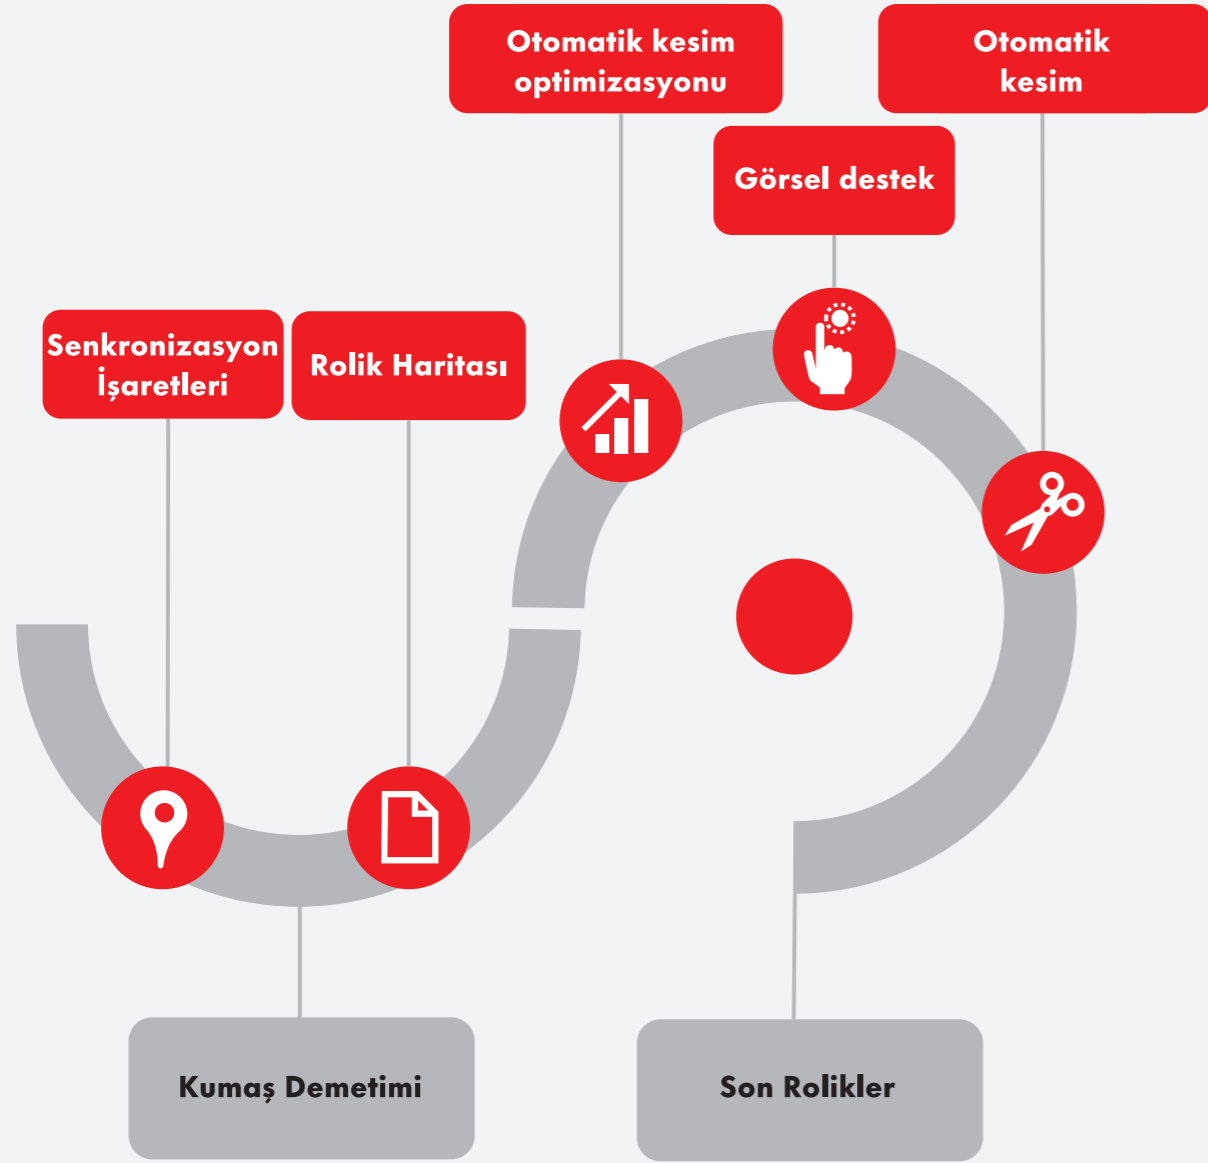 Otomatik kesim
optimizasyonu
Otomatik
kesim
Görsel destek
Senkronizasyon
İşaretleri
Rolik Haritası
Kumaş Demetimi
Son Rolikler